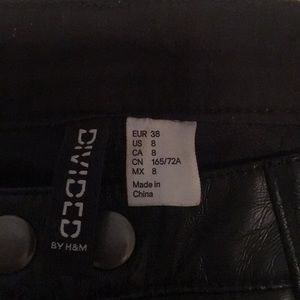 DIVIDED
BY H&M
EUR 38
US 8
CA 8
CN 165/72A
MX 8
Made in
China